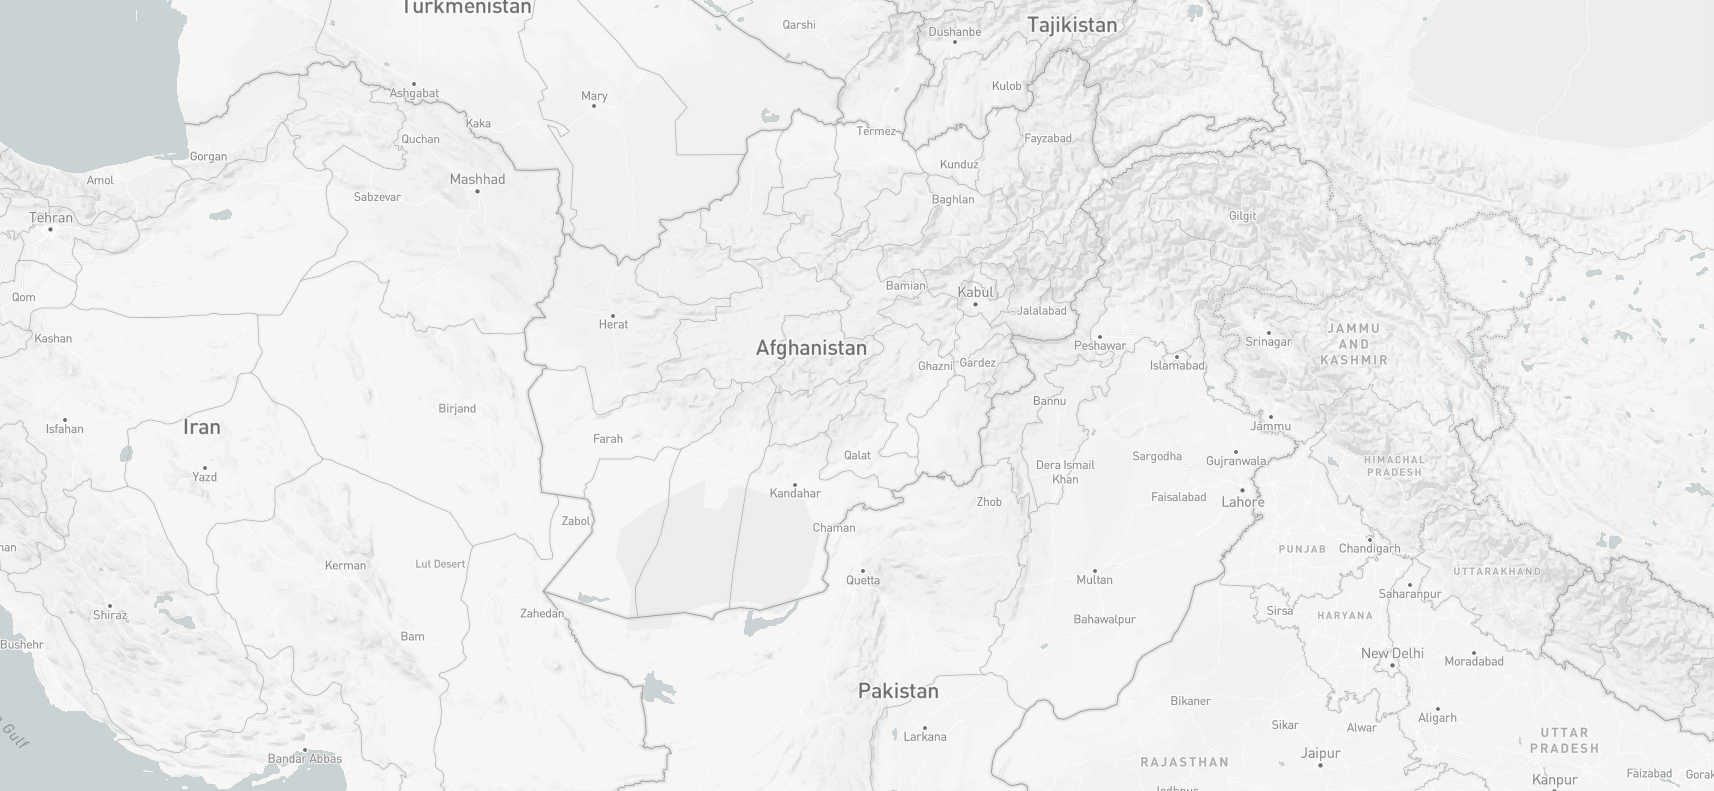 Turkmenistan
Qarshi
Dushanbe
Tajikistan
Kulob
Ashgabat
Mary
Kaka
Quchan
Termez
Fayzabad
Gorgan
Kunduz
Amol
Mashhad
Sabzevar
Baghlan
Tehran
Gilgit
Qom
Bamian
Kabul
Jalalabad
Herat
Kashan
Afghanistan
Peshawar
Srinagar
JAMMU
AND
KASHMIR
Ghazni
Gardez
Islamabad
Birjand
Bannu
Isfahan
Iran
Jammu
Farah
Qalat
Sargodha
Gujranwala
Dera Ismail
Khan
HIMACHAL
PRADESH
Yazd
Kandahar
Zhob
Faisalabad
Lahore
Zabol
Chaman
PUNJAB
Chandigarh
Kerman
Lut Desert
Quetta
Multan
UTTARAKHAND
Saharanpur
Shiraz
Zahedan
Bahawalpur
Sirsa
HARYANA
Bushehr
Bam
New Delhi
Moradabad
Pakistan
Bikaner
Gulf
Larkana
Sikar
Alwar
Aligarh
UTTAR
PRADESH
Bandar Abbas
RAJASTHAN
Jaipur
Kanpur
Faizabad